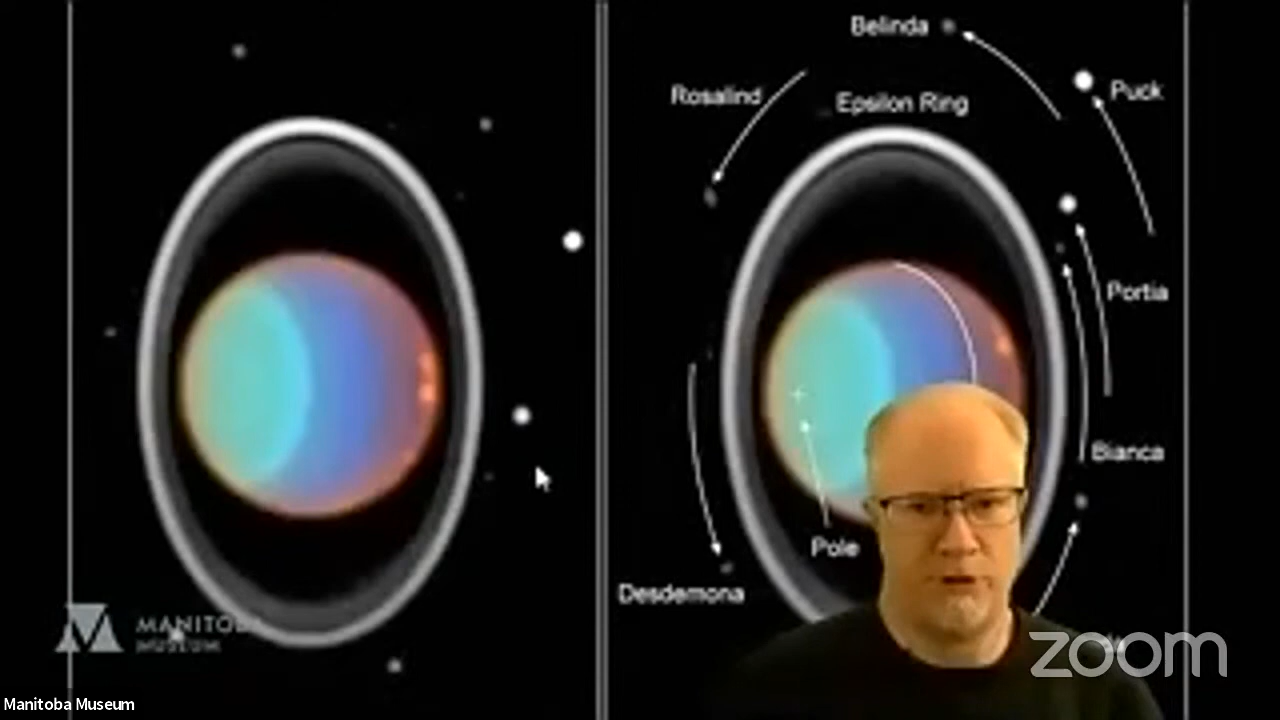 Belinda
Puck
Rosalind
Epsilon Ring
Portia
Bianca
Pole
Desdemona
MANITOBA
MUSEUM
zoom
Manitoba Museum